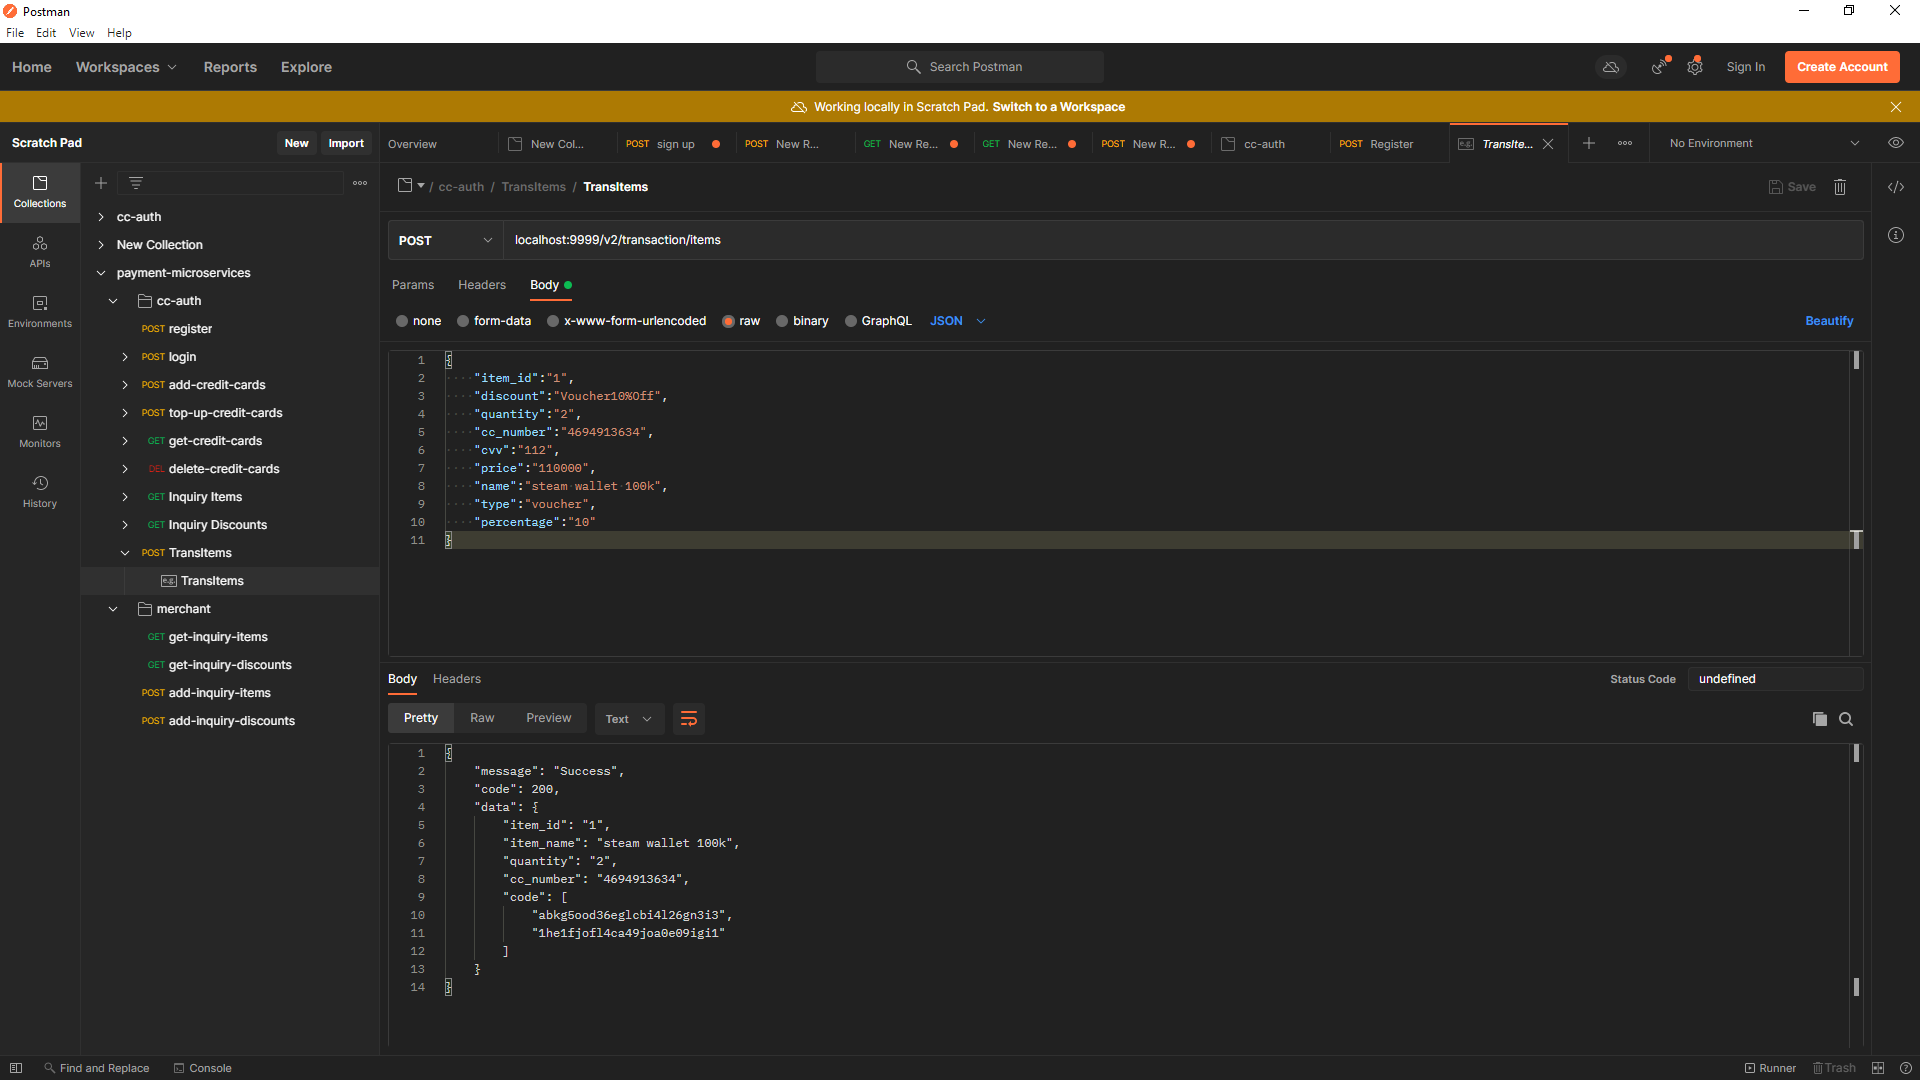 Postman
File Edit View Help
Home Workspaces Reports Explore Search Postman Sign In Create Account
Working locally in Scratch Pad. Switch to a Workspace
Scratch Pad New Import
Overview New Col... POST sign up POST New R... GET New Re... GET New Re... POST New R... cc-auth POST Register e.g. TransIte... No Environment
Collections
APIs
Environments
Mock Servers
Monitors
History
cc-auth
New Collection
payment-microservices
cc-auth
POST register
POST login
POST add-credit-cards
POST top-up-credit-cards
GET get-credit-cards
DEL delete-credit-cards
GET Inquiry Items
GET Inquiry Discounts
POST TransItems
e.g. TransItems
merchant
GET get-inquiry-items
GET get-inquiry-discounts
POST add-inquiry-items
POST add-inquiry-discounts
/ cc-auth / TransItems / TransItems Save
POST localhost:9999/v2/transaction/items
Params Headers Body
none form-data x-www-form-urlencoded raw binary GraphQL JSON Beautify
1 {
2 "item_id":"1",
3 "discount":"Voucher10%Off",
4 "quantity":"2",
5 "cc_number":"4694913634",
6 "cvv":"112",
7 "price":"110000",
8 "name":"steam wallet 100k",
9 "type":"voucher",
10 "percentage":"10"
11 }
Body Headers Status Code undefined
Pretty Raw Preview Text
1 {
2 "message": "Success",
3 "code": 200,
4 "data": {
5 "item_id": "1",
6 "item_name": "steam wallet 100k",
7 "quantity": "2",
8 "cc_number": "4694913634",
9 "code": [
10 "abkg5ood36eglcbi4l26gn3i3",
11 "1he1fjofl4ca49joa0e09igi1"
12 ]
13 }
14 }
Find and Replace Console Runner Trash